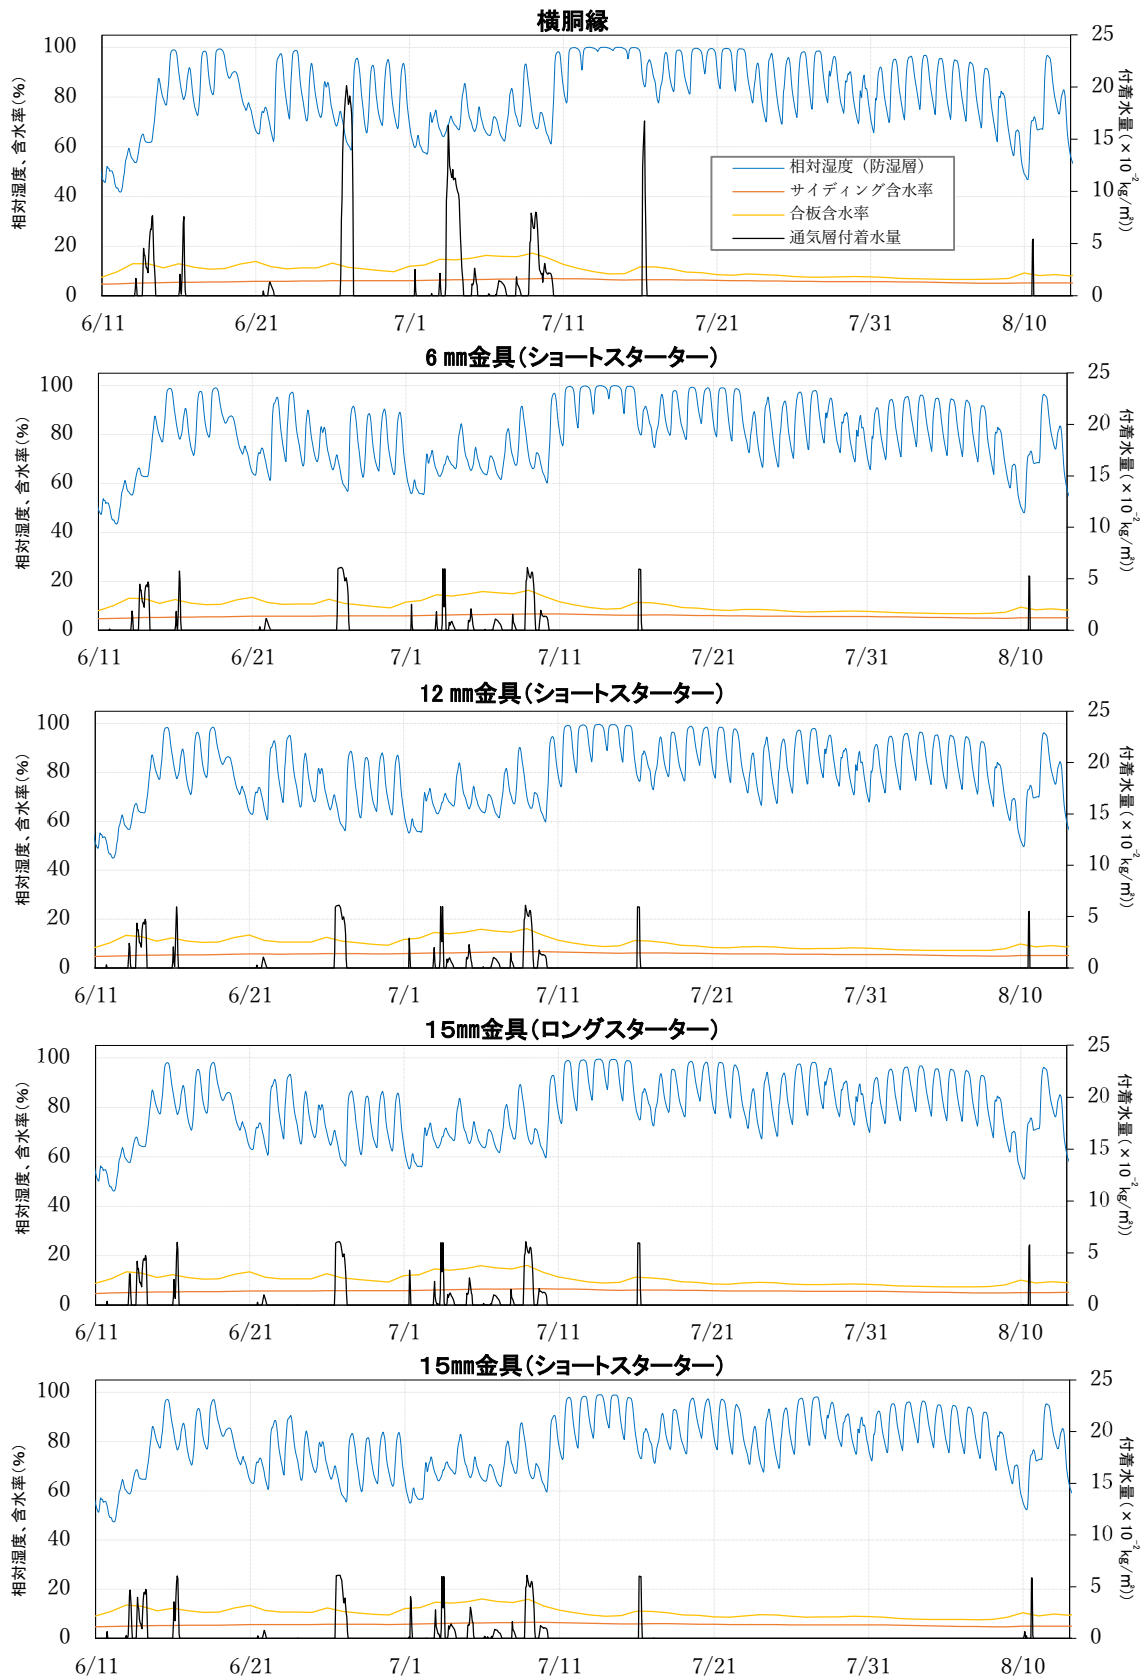 横胴縁
100
80
60
40
20
0
25
20
15
10
5
0
相対湿度、含水率(%)
付着水量(×10⁻²kg/㎡)
相対湿度（防湿層）
サイディング含水率
合板含水率
通気層付着水量
6/11 6/21 7/1 7/11 7/21 7/31 8/10
6㎜金具(ショートスターター)
100
80
60
40
20
0
25
20
15
10
5
0
相対湿度、含水率(%)
付着水量(×10⁻²kg/㎡))
6/11 6/21 7/1 7/11 7/21 7/31 8/10
12㎜金具(ショートスターター)
100
80
60
40
20
0
25
20
15
10
5
0
相対湿度、含水率(%)
付着水量(×10⁻²kg/㎡))
6/11 6/21 7/1 7/11 7/21 7/31 8/10
15㎜金具(ロングスターター)
100
80
60
40
20
0
25
20
15
10
5
0
相対湿度、含水率(%)
付着水量(×10⁻²kg/㎡))
6/11 6/21 7/1 7/11 7/21 7/31 8/10
15㎜金具(ショートスターター)
100
80
60
40
20
0
25
20
15
10
5
0
相対湿度、含水率(%)
付着水量(×10⁻²kg/㎡))
6/11 6/21 7/1 7/11 7/21 7/31 8/10